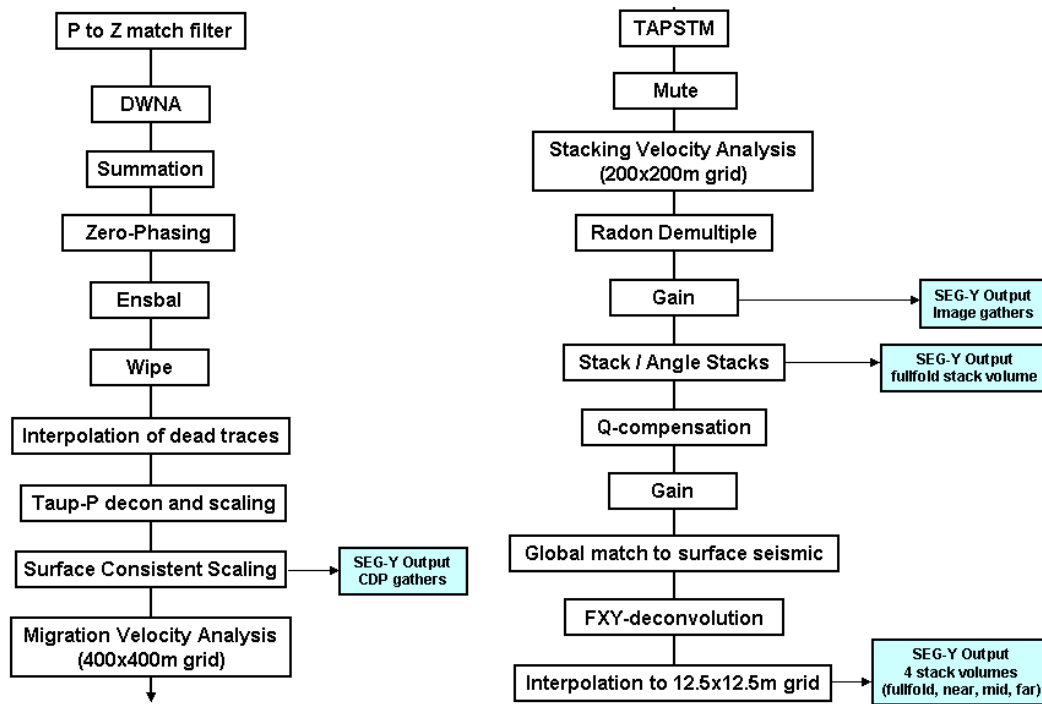 P to Z match filter
DWNA
Summation
Zero-Phasing
Ensbal
Wipe
Interpolation of dead traces
Taup-P decon and scaling
Surface Consistent Scaling
SEG-Y Output
CDP gathers
Migration Velocity Analysis
(400x400m grid)
TAPSTM
Mute
Stacking Velocity Analysis
(200x200m grid)
Radon Demultiple
Gain
SEG-Y Output
Image gathers
Stack / Angle Stacks
SEG-Y Output
fullfold stack volume
Q-compensation
Gain
Global match to surface seismic
FXY-deconvolution
Interpolation to 12.5x12.5m grid
SEG-Y Output
4 stack volumes
(fullfold, near, mid, far)